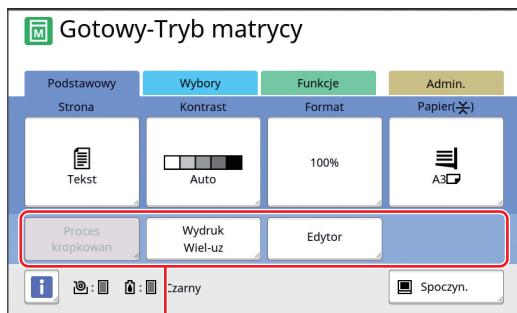 Gotowy-Tryb matrycy
Podstawowy Wybory Funkcje Admin.
Strona Kontrast Format Papier( )
Tekst Auto 100% A3
Proces kropkowan
Wydruk Wiel-uz
Edytor
i : : Czarny Spoczyn.